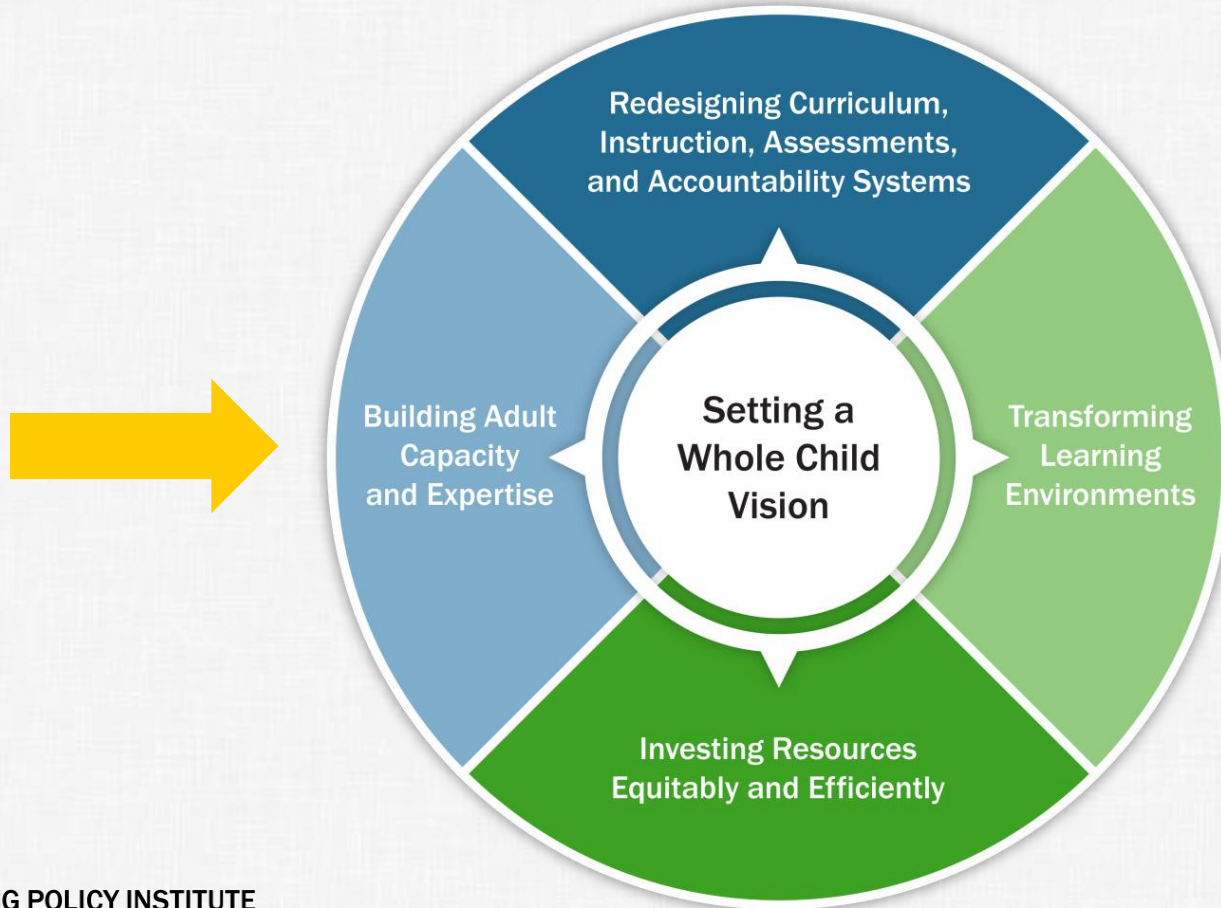 Redesigning Curriculum,
Instruction, Assessments,
and Accountability Systems
Building Adult
Capacity
and Expertise
Setting a
Whole Child
Vision
Transforming
Learning
Environments
Investing Resources
Equitably and Efficiently
POLICY INSTITUTE